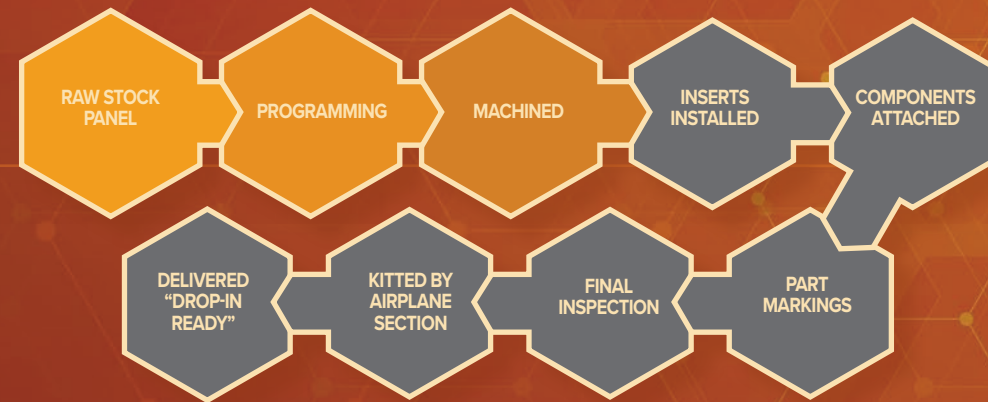 RAW STOCK
PANEL
PROGRAMMING
MACHINED
INSERTS
INSTALLED
COMPONENTS
ATTACHED
PART
MARKINGS
FINAL
INSPECTION
KITTED BY
AIRPLANE
SECTION
DELIVERED
“DROP-IN
READY”